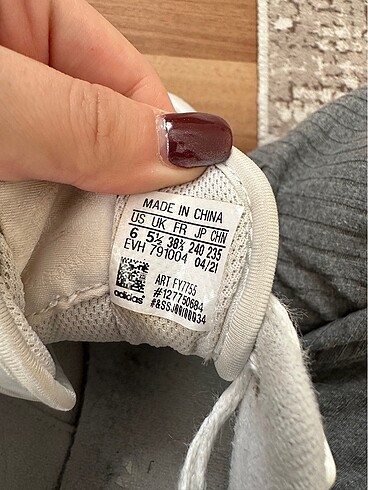 MADE IN CHINA
US UK FR JP CHN
6 5½ 38⅔ 240 235
EVH 791004 04/21
ART FY7755
#127750694
adidas